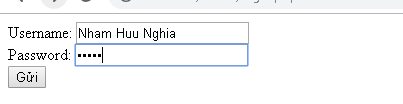 Username: Nham Huu Nghia
Password: •••••
Gửi